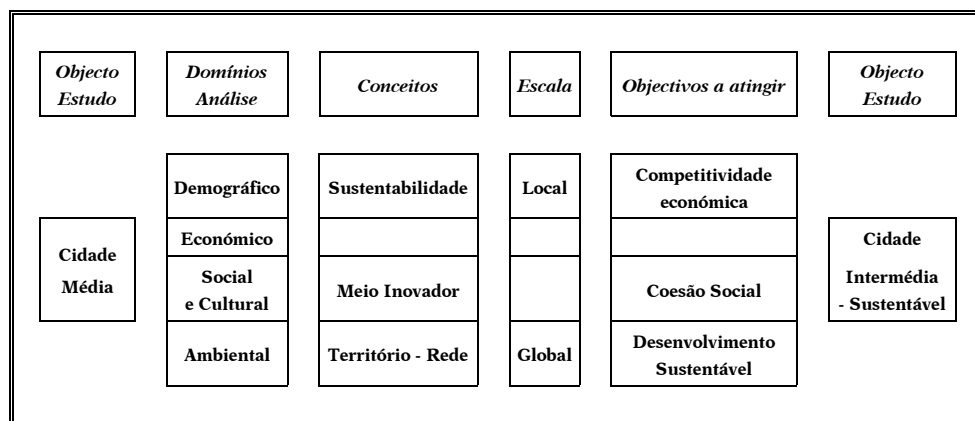 Objecto
Estudo
Domínios
Análise
Conceitos
Escala
Objectivos a atingir
Objecto
Estudo
Cidade
Média
Demográfico
Económico
Social
e Cultural
Ambiental
Sustentabilidade
Meio Inovador
Território - Rede
Local
Global
Competitividade
económica
Coesão Social
Desenvolvimento
Sustentável
Cidade
Intermédia
- Sustentável